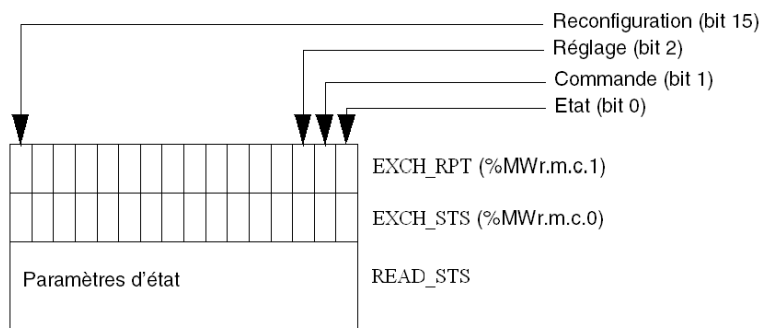 Reconfiguration (bit 15)
Réglage (bit 2)
Commande (bit 1)
Etat (bit 0)
EXCH_RPT (%MWr.m.c.1)
EXCH_STS (%MWr.m.c.0)
Paramètres d'état READ_STS